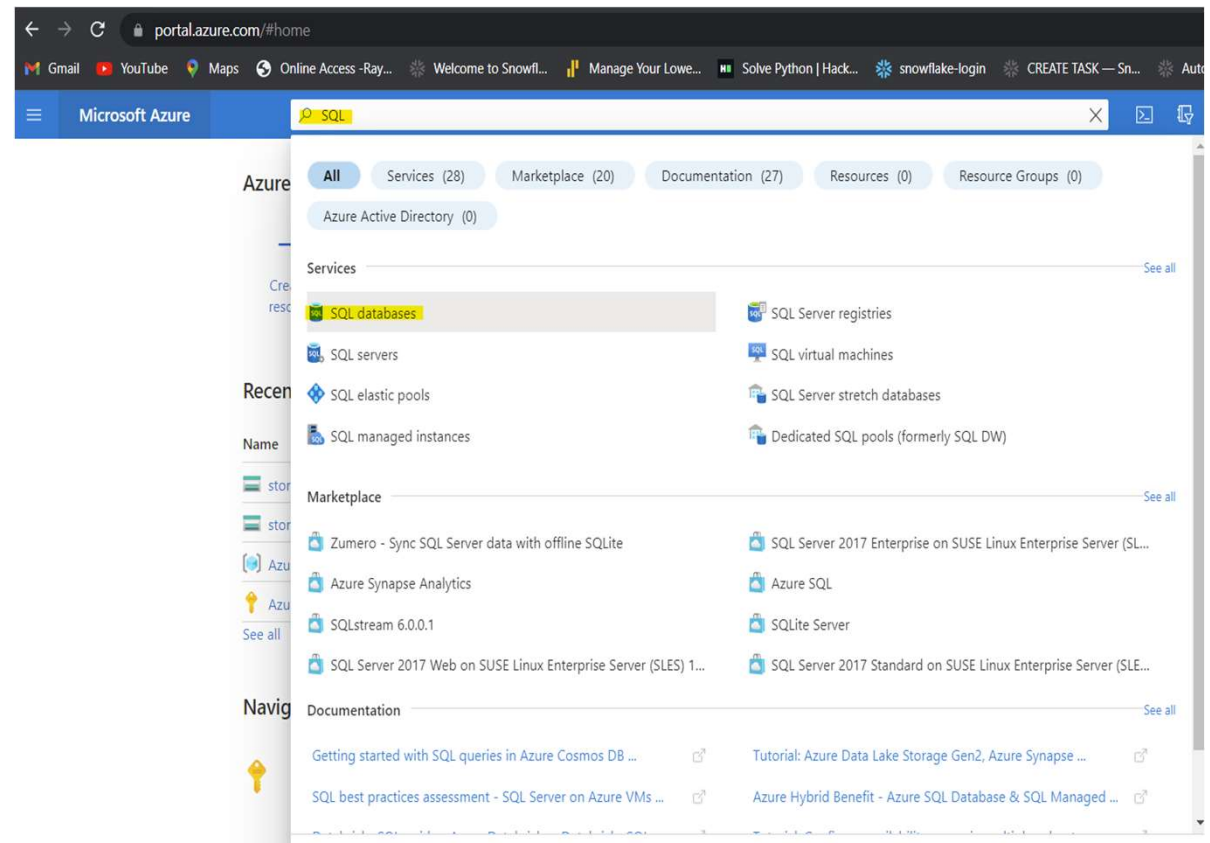 portal.azure.com/#home
Gmail YouTube Maps Online Access -Ray... Welcome to Snowfl... Manage Your Lowe... Solve Python | Hack... snowflake-login CREATE TASK — Sn... Auto
Microsoft Azure SQL
Azure All Services (28) Marketplace (20) Documentation (27) Resources (0) Resource Groups (0)
Azure Active Directory (0)
Services See all
Cre
reso
SQL databases SQL Server registries
SQL servers SQL virtual machines
Recen SQL elastic pools SQL Server stretch databases
Name SQL managed instances Dedicated SQL pools (formerly SQL DW)
stor
Marketplace See all
stor
Zumero - Sync SQL Server data with offline SQLite SQL Server 2017 Enterprise on SUSE Linux Enterprise Server (SL...
Azu
Azure Synapse Analytics Azure SQL
Azu
See all SQLstream 6.0.0.1 SQLite Server
SQL Server 2017 Web on SUSE Linux Enterprise Server (SLES) 1... SQL Server 2017 Standard on SUSE Linux Enterprise Server (SLE...
Navig Documentation See all
Getting started with SQL queries in Azure Cosmos DB ... Tutorial: Azure Data Lake Storage Gen2, Azure Synapse ...
SQL best practices assessment - SQL Server on Azure VMs ... Azure Hybrid Benefit - Azure SQL Database & SQL Managed ...